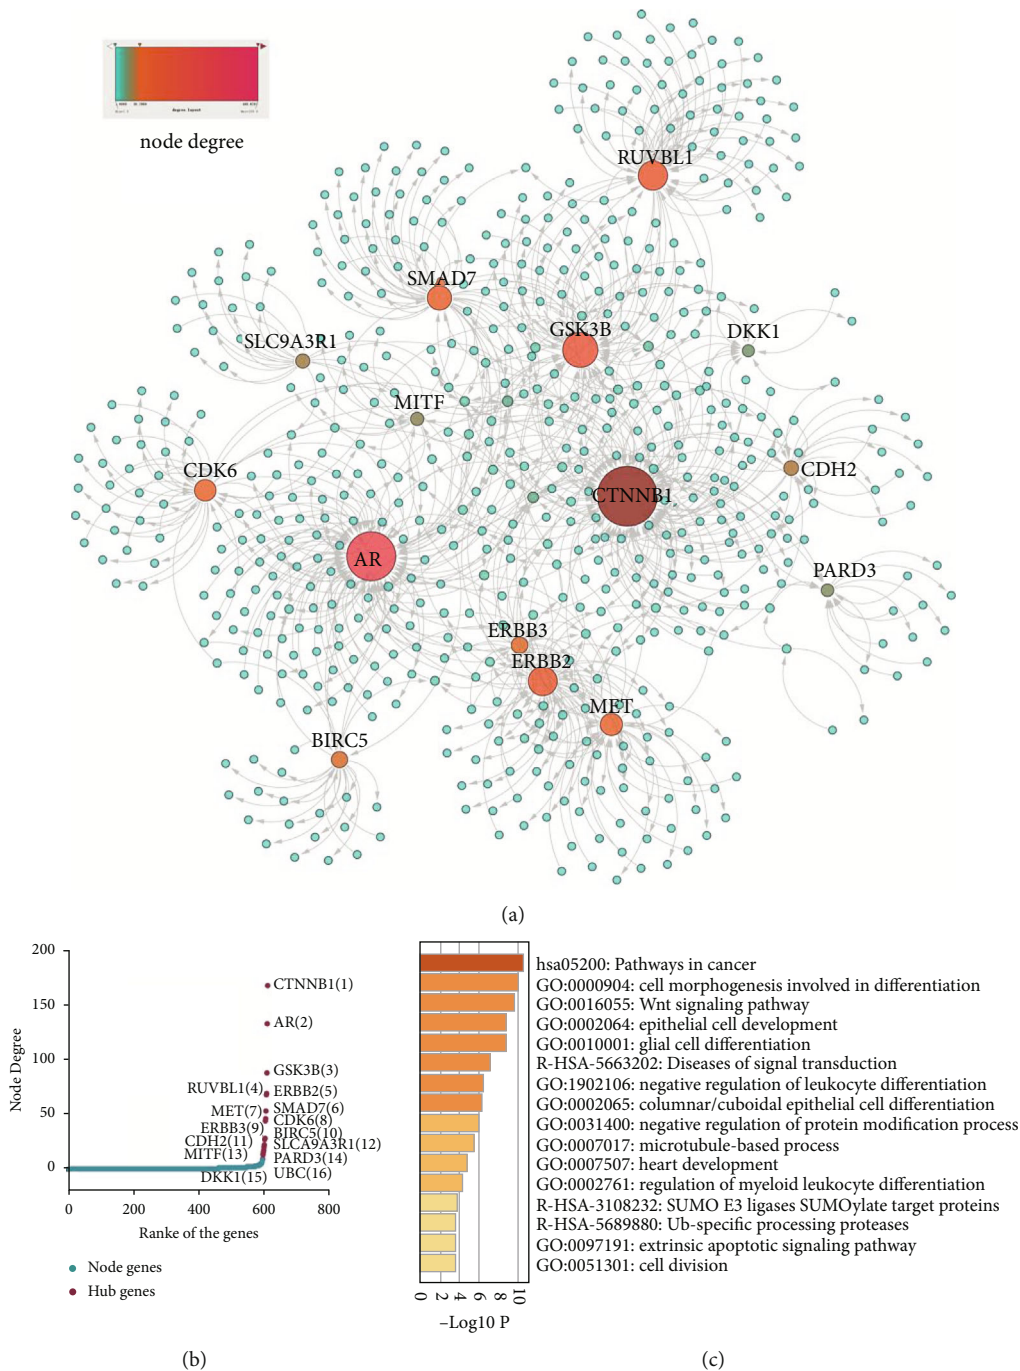 node degree
RUVBL1
SMAD7
GSK3B
DKK1
SLC9A3R1
MITF
CDK6
CDH2
CTNNB1
AR
PARD3
ERBB3
ERBB2
MET
BIRC5
(a)
200
150
100
50
0
Node Degree
CTNNB1(1)
AR(2)
GSK3B(3)
RUVBL1(4)
ERBB2(5)
SMAD7(6)
MET(7)
CDK6(8)
ERBB3(9)
BIRC5(10)
CDH2(11)
SLCA9A3R1(12)
MITF(13)
PARD3(14)
DKK1(15)
UBC(16)
0 200 400 600 800
Ranke of the genes
Node genes
Hub genes
(b)
hsa05200: Pathways in cancer
GO:0000904: cell morphogenesis involved in differentiation
GO:0016055: Wnt signaling pathway
GO:0002064: epithelial cell development
GO:0010001: glial cell differentiation
R-HSA-5663202: Diseases of signal transduction
GO:1902106: negative regulation of leukocyte differentiation
GO:0002065: columnar/cuboidal epithelial cell differentiation
GO:0031400: negative regulation of protein modification process
GO:0007017: microtubule-based process
GO:0007507: heart development
GO:0002761: regulation of myeloid leukocyte differentiation
R-HSA-3108232: SUMO E3 ligases SUMOylate target proteins
R-HSA-5689880: Ub-specific processing proteases
GO:0097191: extrinsic apoptotic signaling pathway
GO:0051301: cell division
0 2 4 6 8 10
–Log10 P
(c)